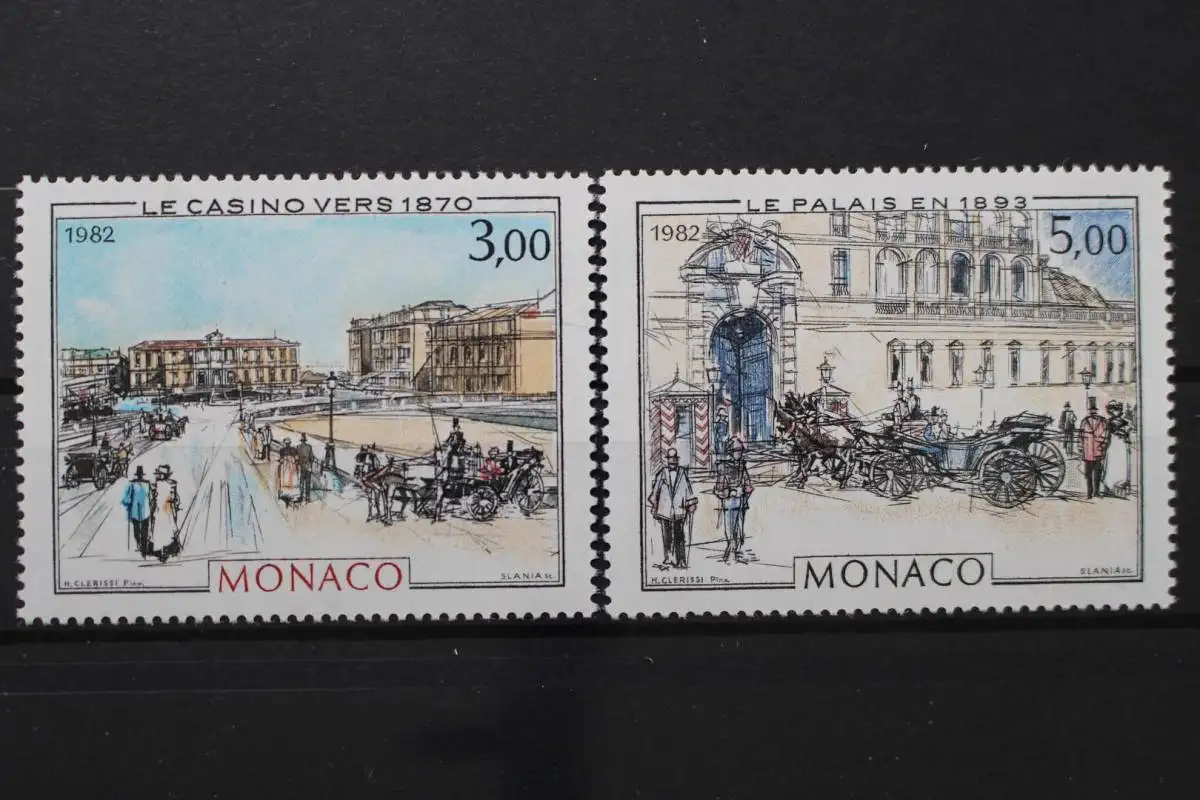 LE CASINO VERS 1870
1982
3,00
H. CLERISSI Pinx.
MONACO
SLANIA sc.
LE PALAIS EN 1893
1982
5,00
H. CLERISSI Pinx.
MONACO
SLANIA sc.